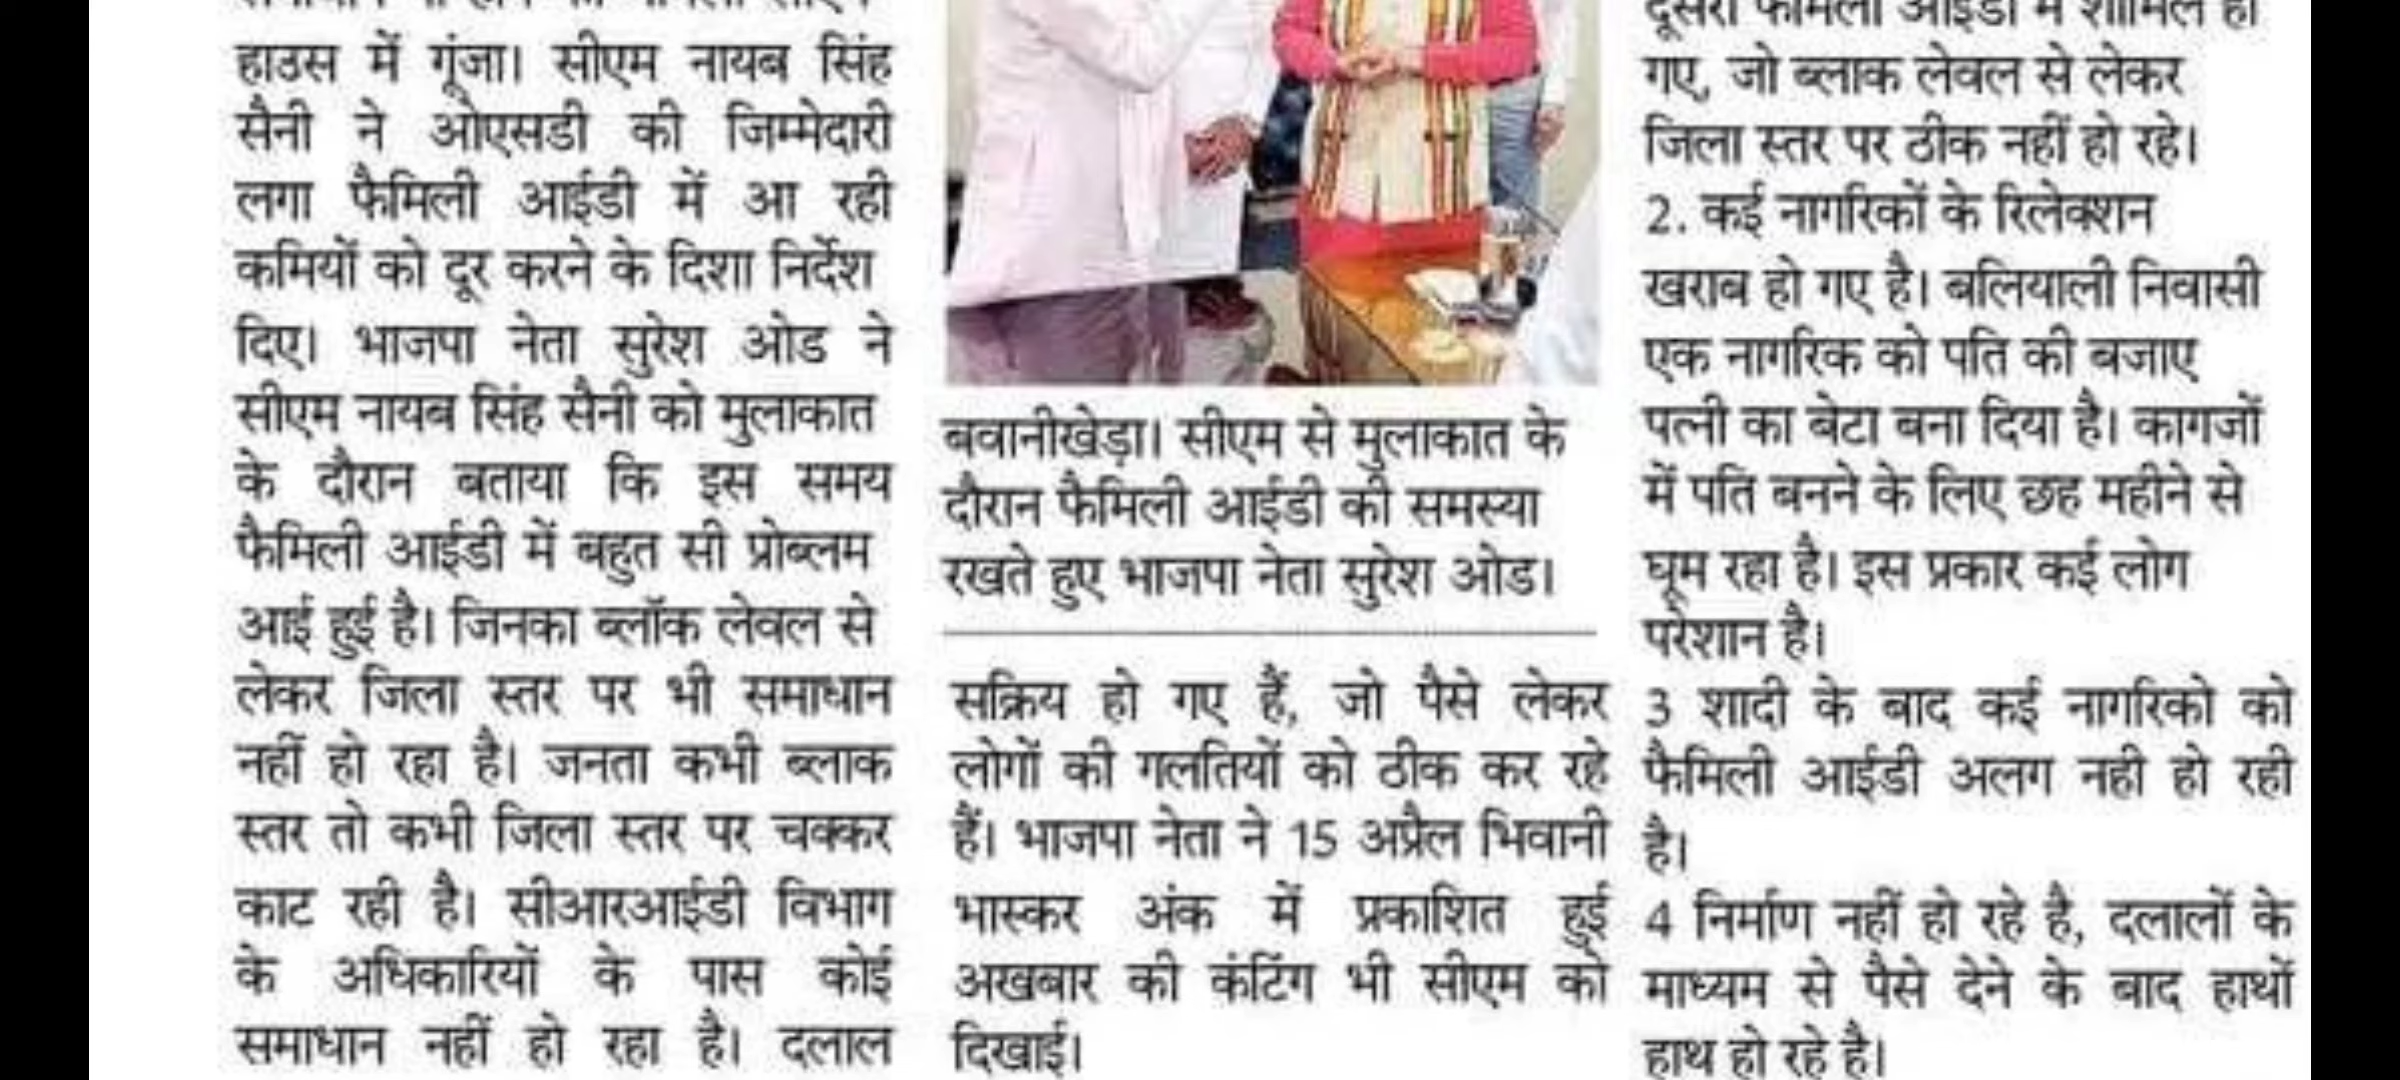 हाउस में गूंजा। सीएम नायब सिंह
सैनी ने ओएसडी की जिम्मेदारी
लगा फैमिली आईडी में आ रही
कमियों को दूर करने के दिशा निर्देश
दिए। भाजपा नेता सुरेश ओड ने
सीएम नायब सिंह सैनी को मुलाकात
के दौरान बताया कि इस समय
फैमिली आईडी में बहुत सी प्रोब्लम
आई हुई है। जिनका ब्लॉक लेवल से
लेकर जिला स्तर पर भी समाधान
नहीं हो रहा है। जनता कभी ब्लाक
स्तर तो कभी जिला स्तर पर चक्कर
काट रही है। सीआरआईडी विभाग
के अधिकारियों के पास कोई
समाधान नहीं हो रहा है। दलाल
बवानीखेड़ा। सीएम से मुलाकात के
दौरान फैमिली आईडी की समस्या
रखते हुए भाजपा नेता सुरेश ओड।
सक्रिय हो गए हैं, जो पैसे लेकर
लोगों की गलतियों को ठीक कर रहे
हैं। भाजपा नेता ने 15 अप्रैल भिवानी
भास्कर अंक में प्रकाशित हुई
अखबार की कंटिंग भी सीएम को
दिखाई।
दूसरी फैमिली आईडी में शामिल हो
गए, जो ब्लाक लेवल से लेकर
जिला स्तर पर ठीक नहीं हो रहे।
2. कई नागरिकों के रिलेक्शन
खराब हो गए है। बलियाली निवासी
एक नागरिक को पति की बजाए
पत्नी का बेटा बना दिया है। कागजों
में पति बनने के लिए छह महीने से
घूम रहा है। इस प्रकार कई लोग
परेशान है।
3 शादी के बाद कई नागरिको को
फैमिली आईडी अलग नही हो रही
है।
4 निर्माण नहीं हो रहे है, दलालों के
माध्यम से पैसे देने के बाद हाथों
हाथ हो रहे है।